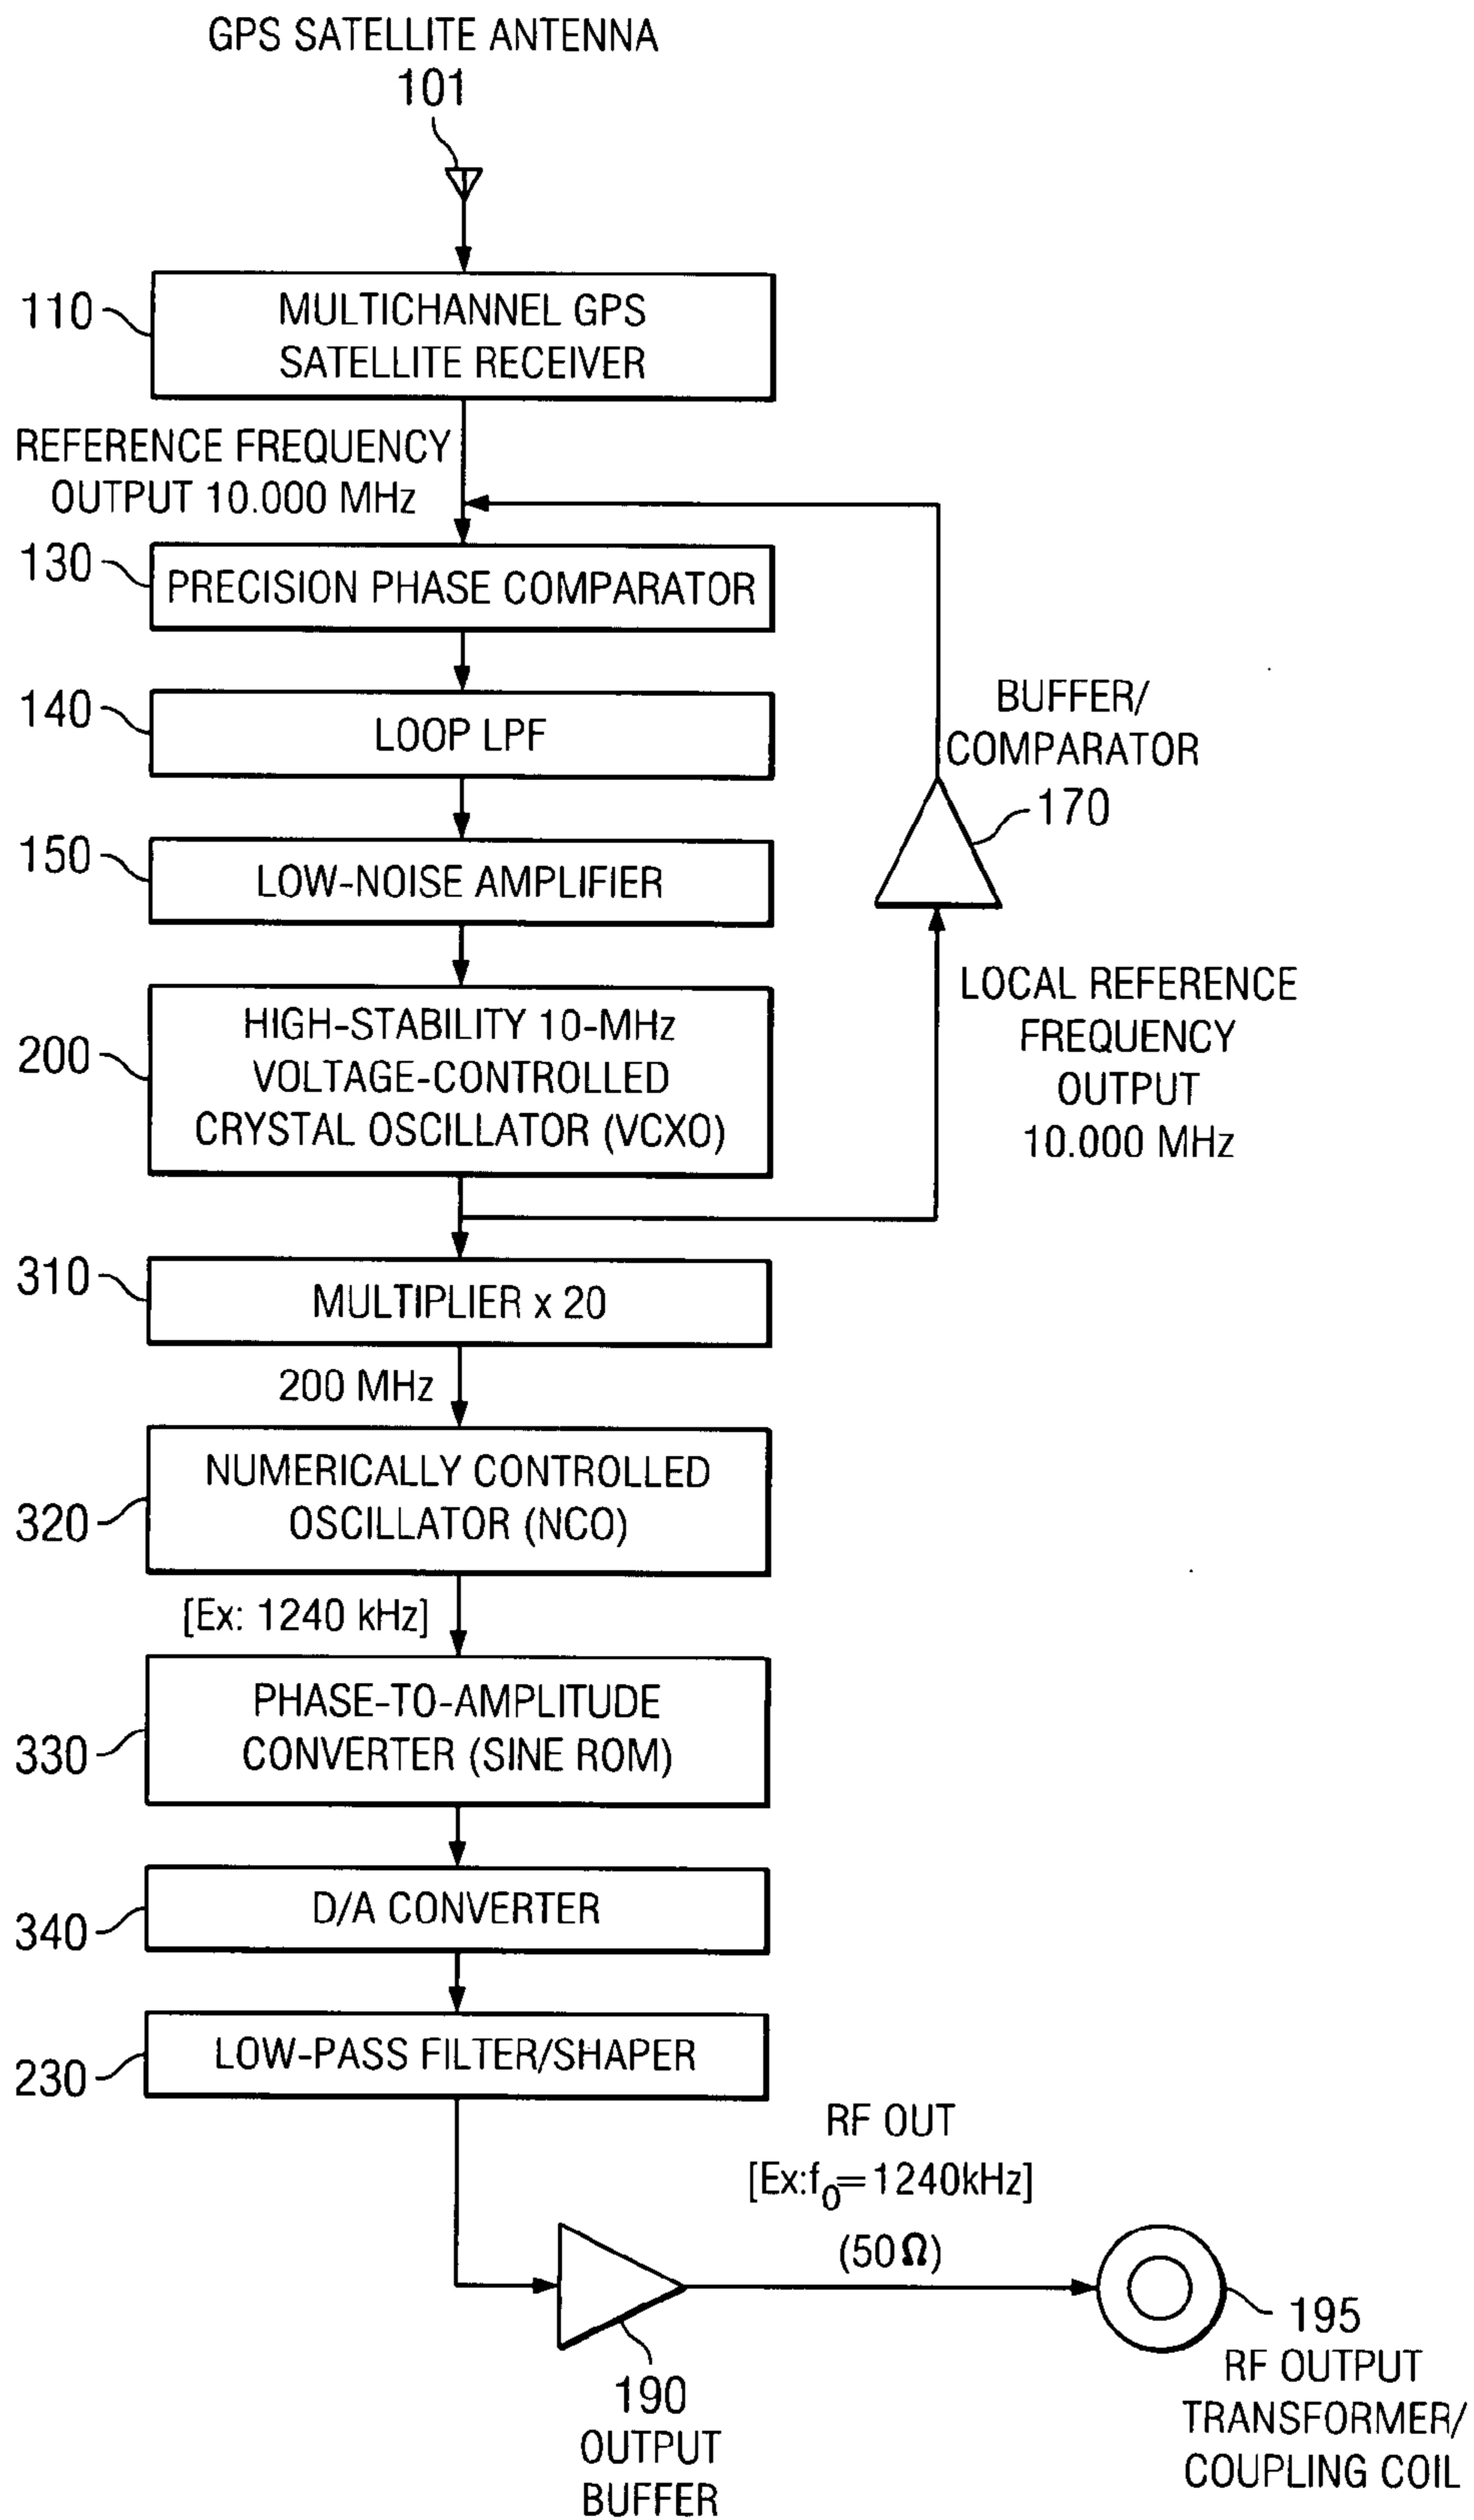 GPS SATELLITE ANTENNA
101
110
MULTICHANNEL GPS
SATELLITE RECEIVER
REFERENCE FREQUENCY
OUTPUT 10.000 MHz
130
PRECISION PHASE COMPARATOR
140
LOOP LPF
BUFFER/
COMPARATOR
170
150
LOW-NOISE AMPLIFIER
LOCAL REFERENCE
FREQUENCY
OUTPUT
10.000 MHz
200
HIGH-STABILITY 10-MHz
VOLTAGE-CONTROLLED
CRYSTAL OSCILLATOR (VCXO)
310
MULTIPLIER x 20
200 MHz
320
NUMERICALLY CONTROLLED
OSCILLATOR (NCO)
[Ex: 1240 kHz]
330
PHASE-TO-AMPLITUDE
CONVERTER (SINE ROM)
340
D/A CONVERTER
230
LOW-PASS FILTER/SHAPER
RF OUT
[Ex:f0=1240kHz]
(50Ω)
190
OUTPUT
BUFFER
195
RF OUTPUT
TRANSFORMER/
COUPLING COIL